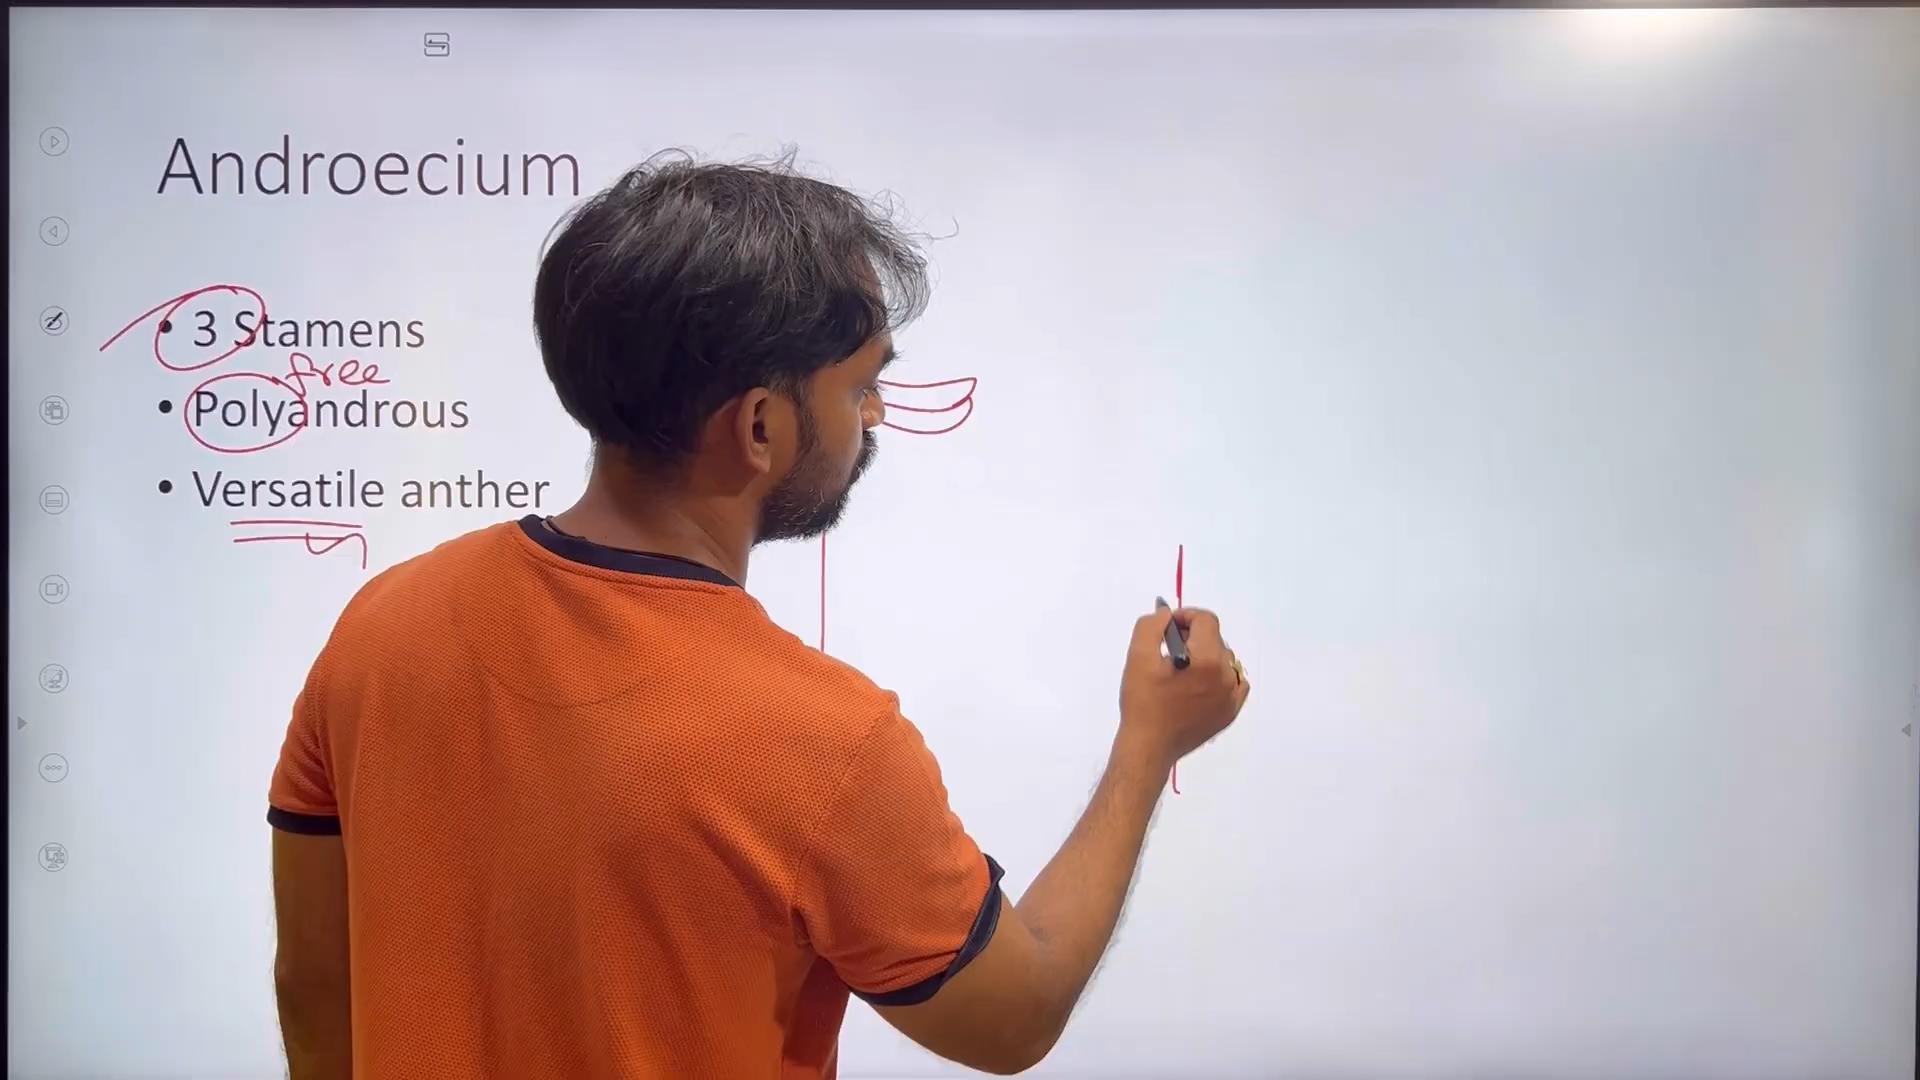 Androecium
• 3 Stamens
free
• Polyandrous
• Versatile anther